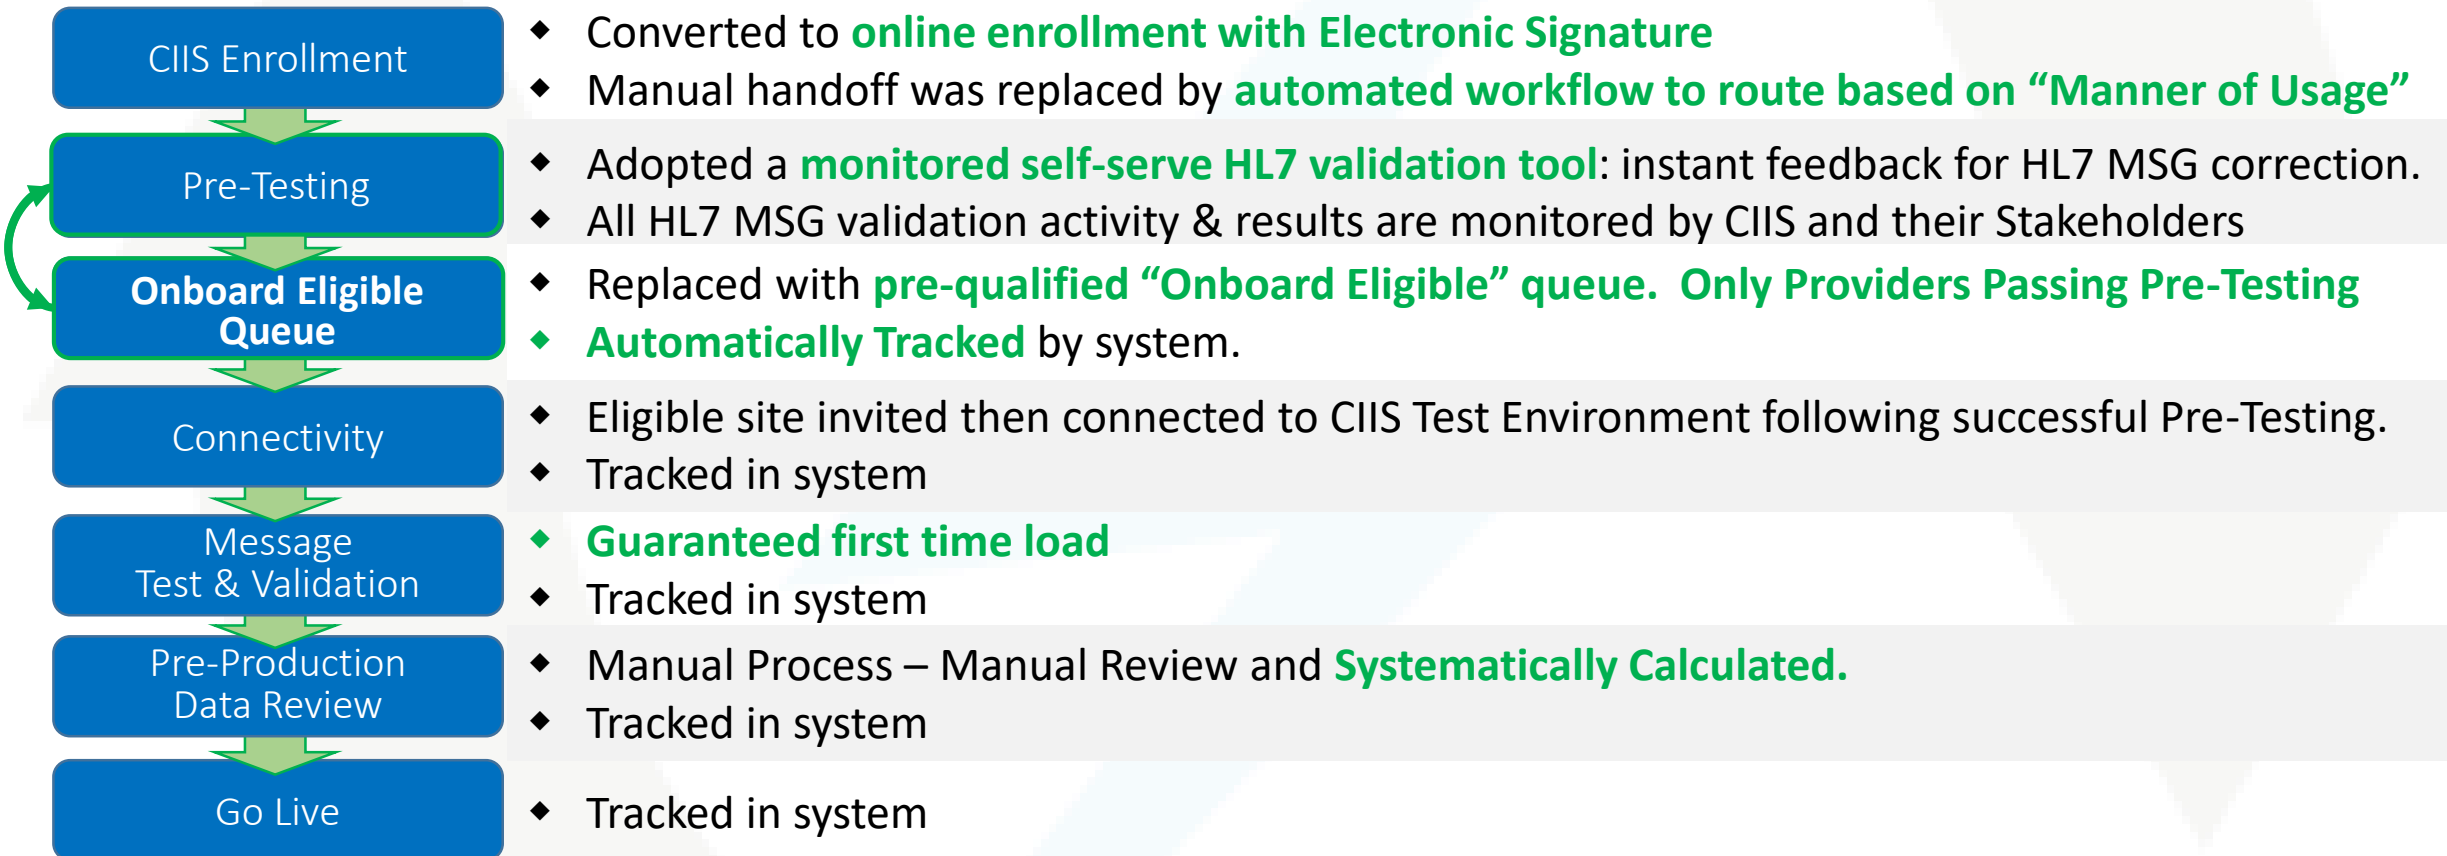 CIIS Enrollment
◆ Converted to online enrollment with Electronic Signature
◆ Manual handoff was replaced by automated workflow to route based on “Manner of Usage”
Pre-Testing
◆ Adopted a monitored self-serve HL7 validation tool: instant feedback for HL7 MSG correction.
◆ All HL7 MSG validation activity & results are monitored by CIIS and their Stakeholders
Onboard Eligible
Queue
◆ Replaced with pre-qualified “Onboard Eligible” queue.  Only Providers Passing Pre-Testing
◆ Automatically Tracked by system.
Connectivity
◆ Eligible site invited then connected to CIIS Test Environment following successful Pre-Testing.
◆ Tracked in system
Message
Test & Validation
◆ Guaranteed first time load
◆ Tracked in system
Pre-Production
Data Review
◆ Manual Process – Manual Review and Systematically Calculated.
◆ Tracked in system
Go Live
◆ Tracked in system